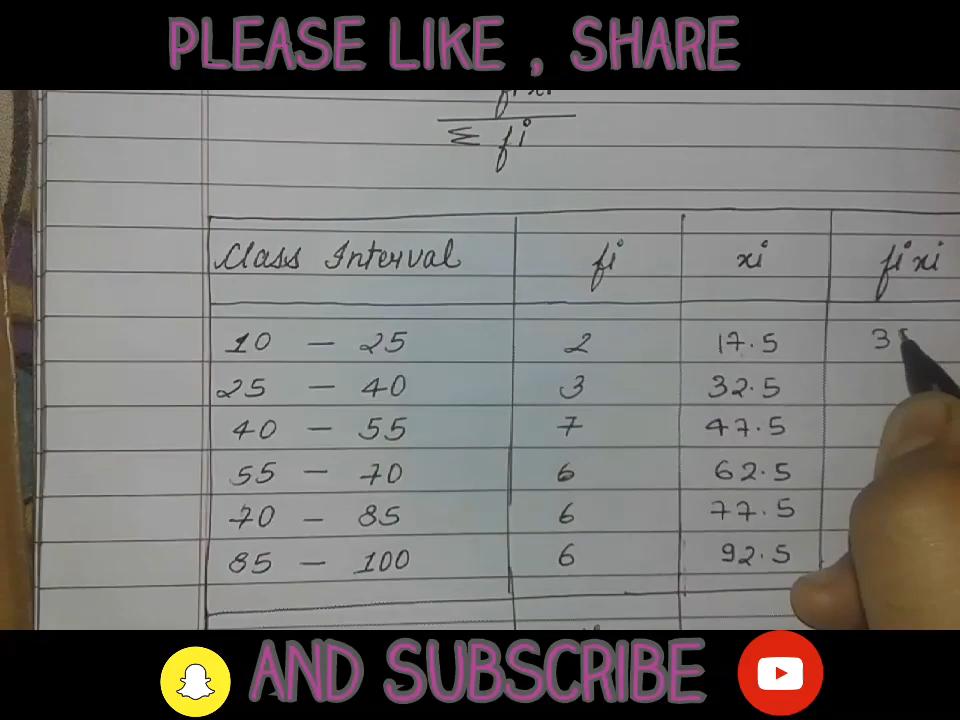 PLEASE LIKE , SHARE
Σ fi
Class Interval fi xi fixi
10 - 25 2 17.5 35
25 - 40 3 32.5
40 - 55 7 47.5
55 - 70 6 62.5
70 - 85 6 77.5
85 - 100 6 92.5
AND SUBSCRIBE